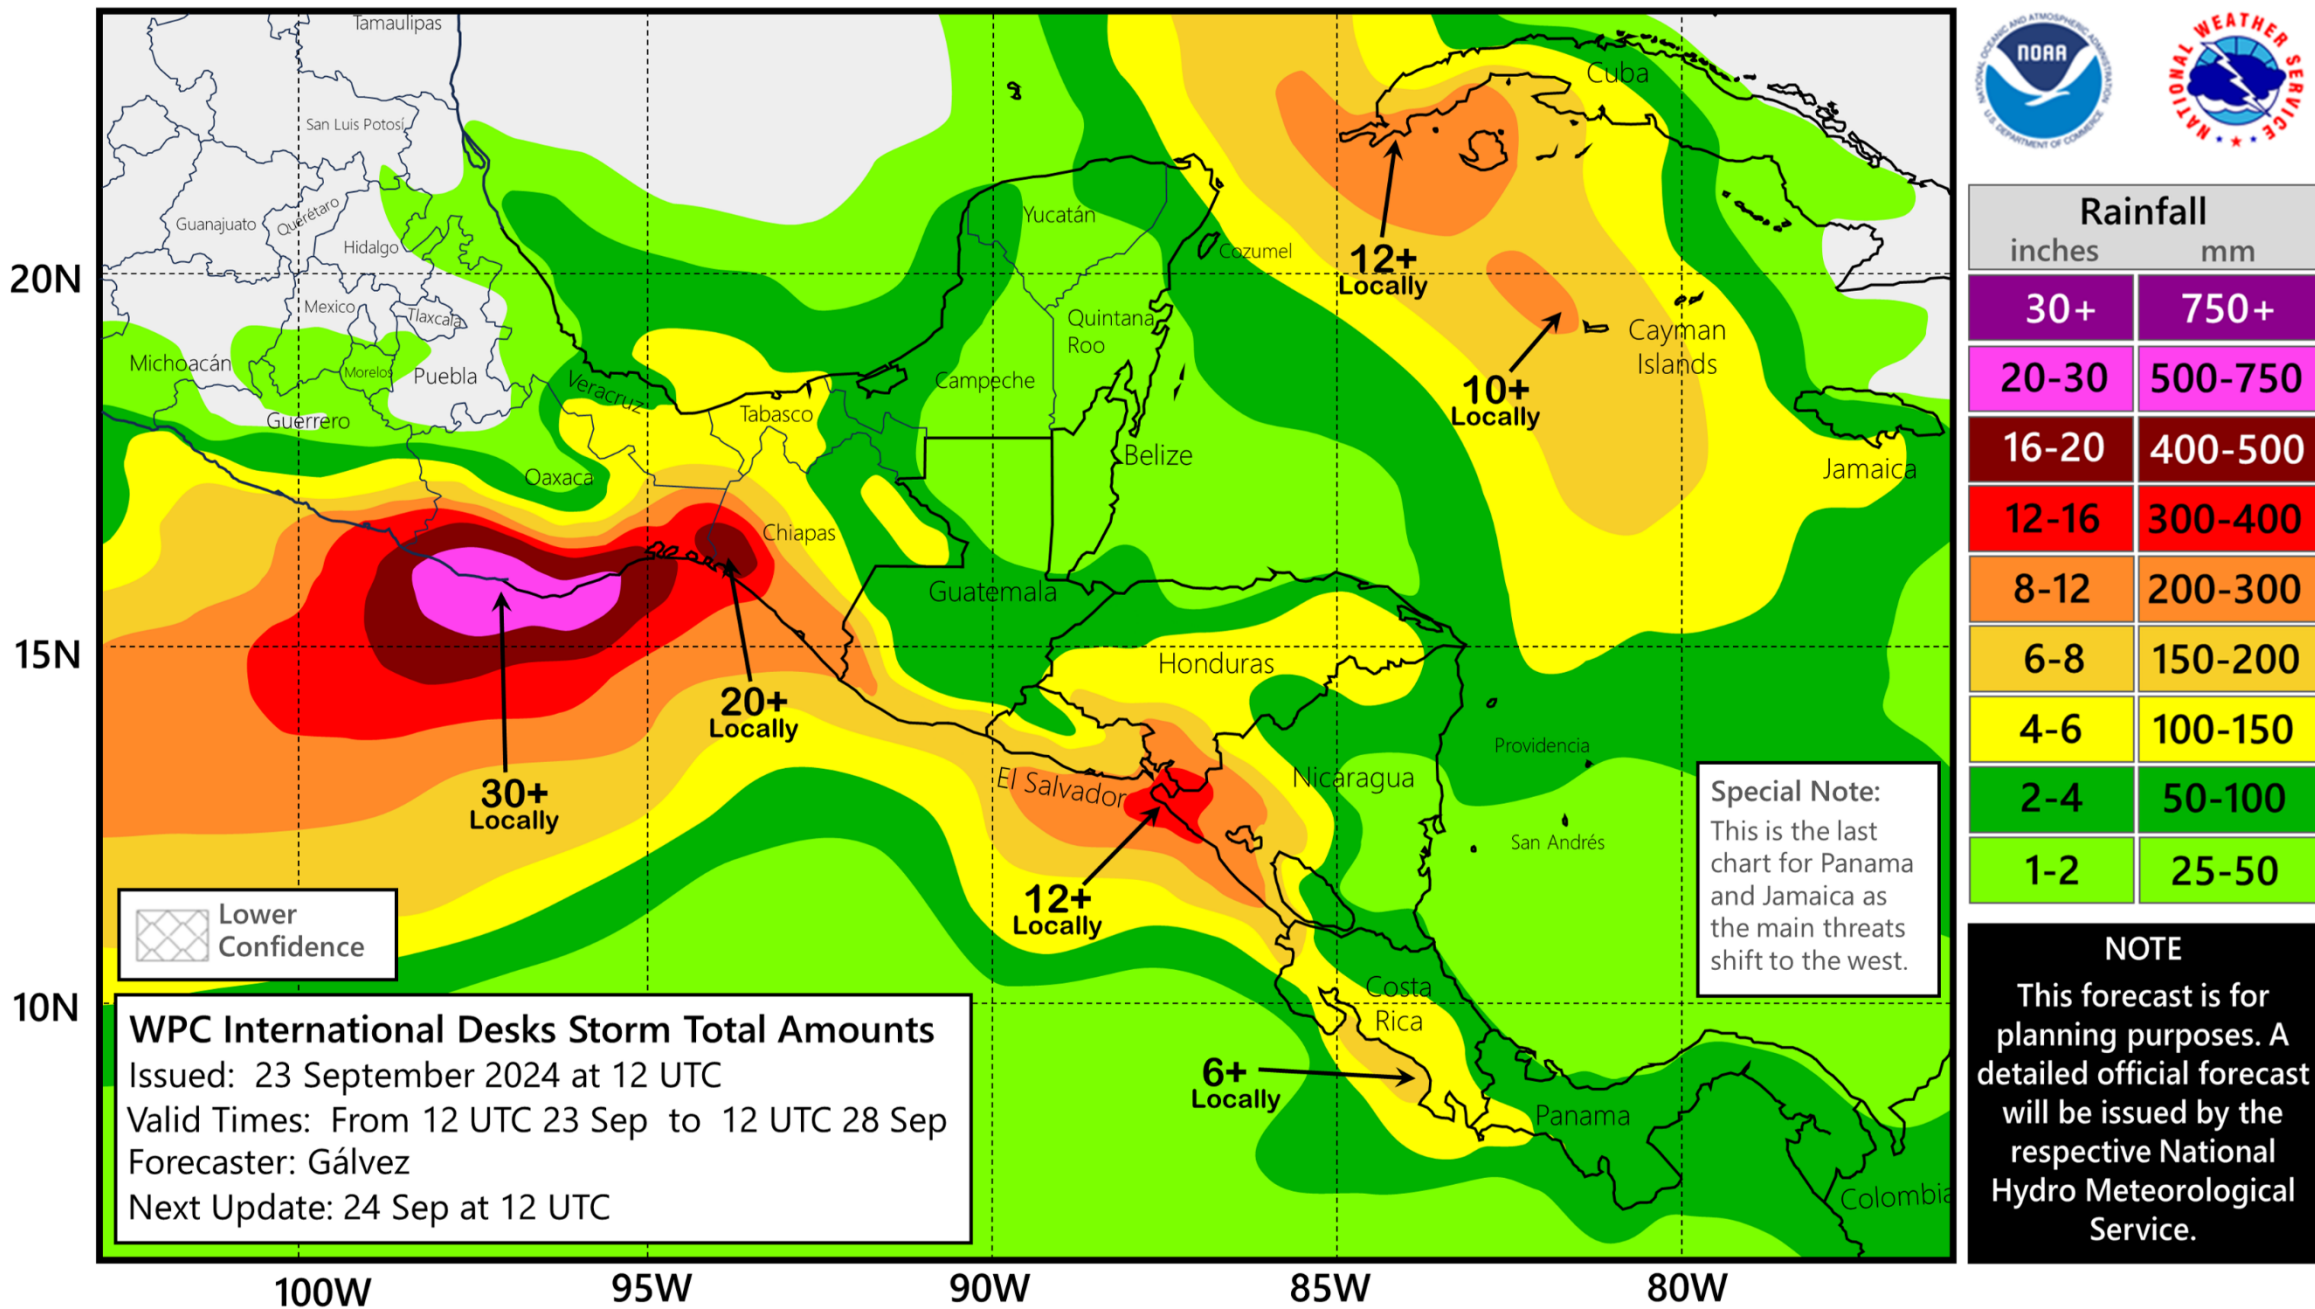 Tamaulipas
San Luis Potosí
Guanajuato
Querétaro
Hidalgo
Mexico
Tlaxcala
Michoacán
Morelos
Puebla
Guerrero
Veracruz
Oaxaca
Tabasco
Chiapas
Campeche
Yucatán
Quintana
Roo
Cozumel
Belize
Guatemala
Honduras
El Salvador
Nicaragua
Costa
Rica
Panama
Colombia
Providencia
San Andrés
Cuba
Cayman
Islands
Jamaica
12+
Locally
10+
Locally
20+
Locally
30+
Locally
12+
Locally
6+
Locally
20N
15N
10N
100W
95W
90W
85W
80W
Lower
Confidence
WPC International Desks Storm Total Amounts
Issued: 23 September 2024 at 12 UTC
Valid Times: From 12 UTC 23 Sep to 12 UTC 28 Sep
Forecaster: Gálvez
Next Update: 24 Sep at 12 UTC
Special Note:
This is the last
chart for Panama
and Jamaica as
the main threats
shift to the west.
NATIONAL OCEANIC AND ATMOSPHERIC ADMINISTRATION
NOAA
U.S. DEPARTMENT OF COMMERCE
NATIONAL WEATHER SERVICE
Rainfall
inches mm
30+ 750+
20-30 500-750
16-20 400-500
12-16 300-400
8-12 200-300
6-8 150-200
4-6 100-150
2-4 50-100
1-2 25-50
NOTE
This forecast is for
planning purposes. A
detailed official forecast
will be issued by the
respective National
Hydro Meteorological
Service.